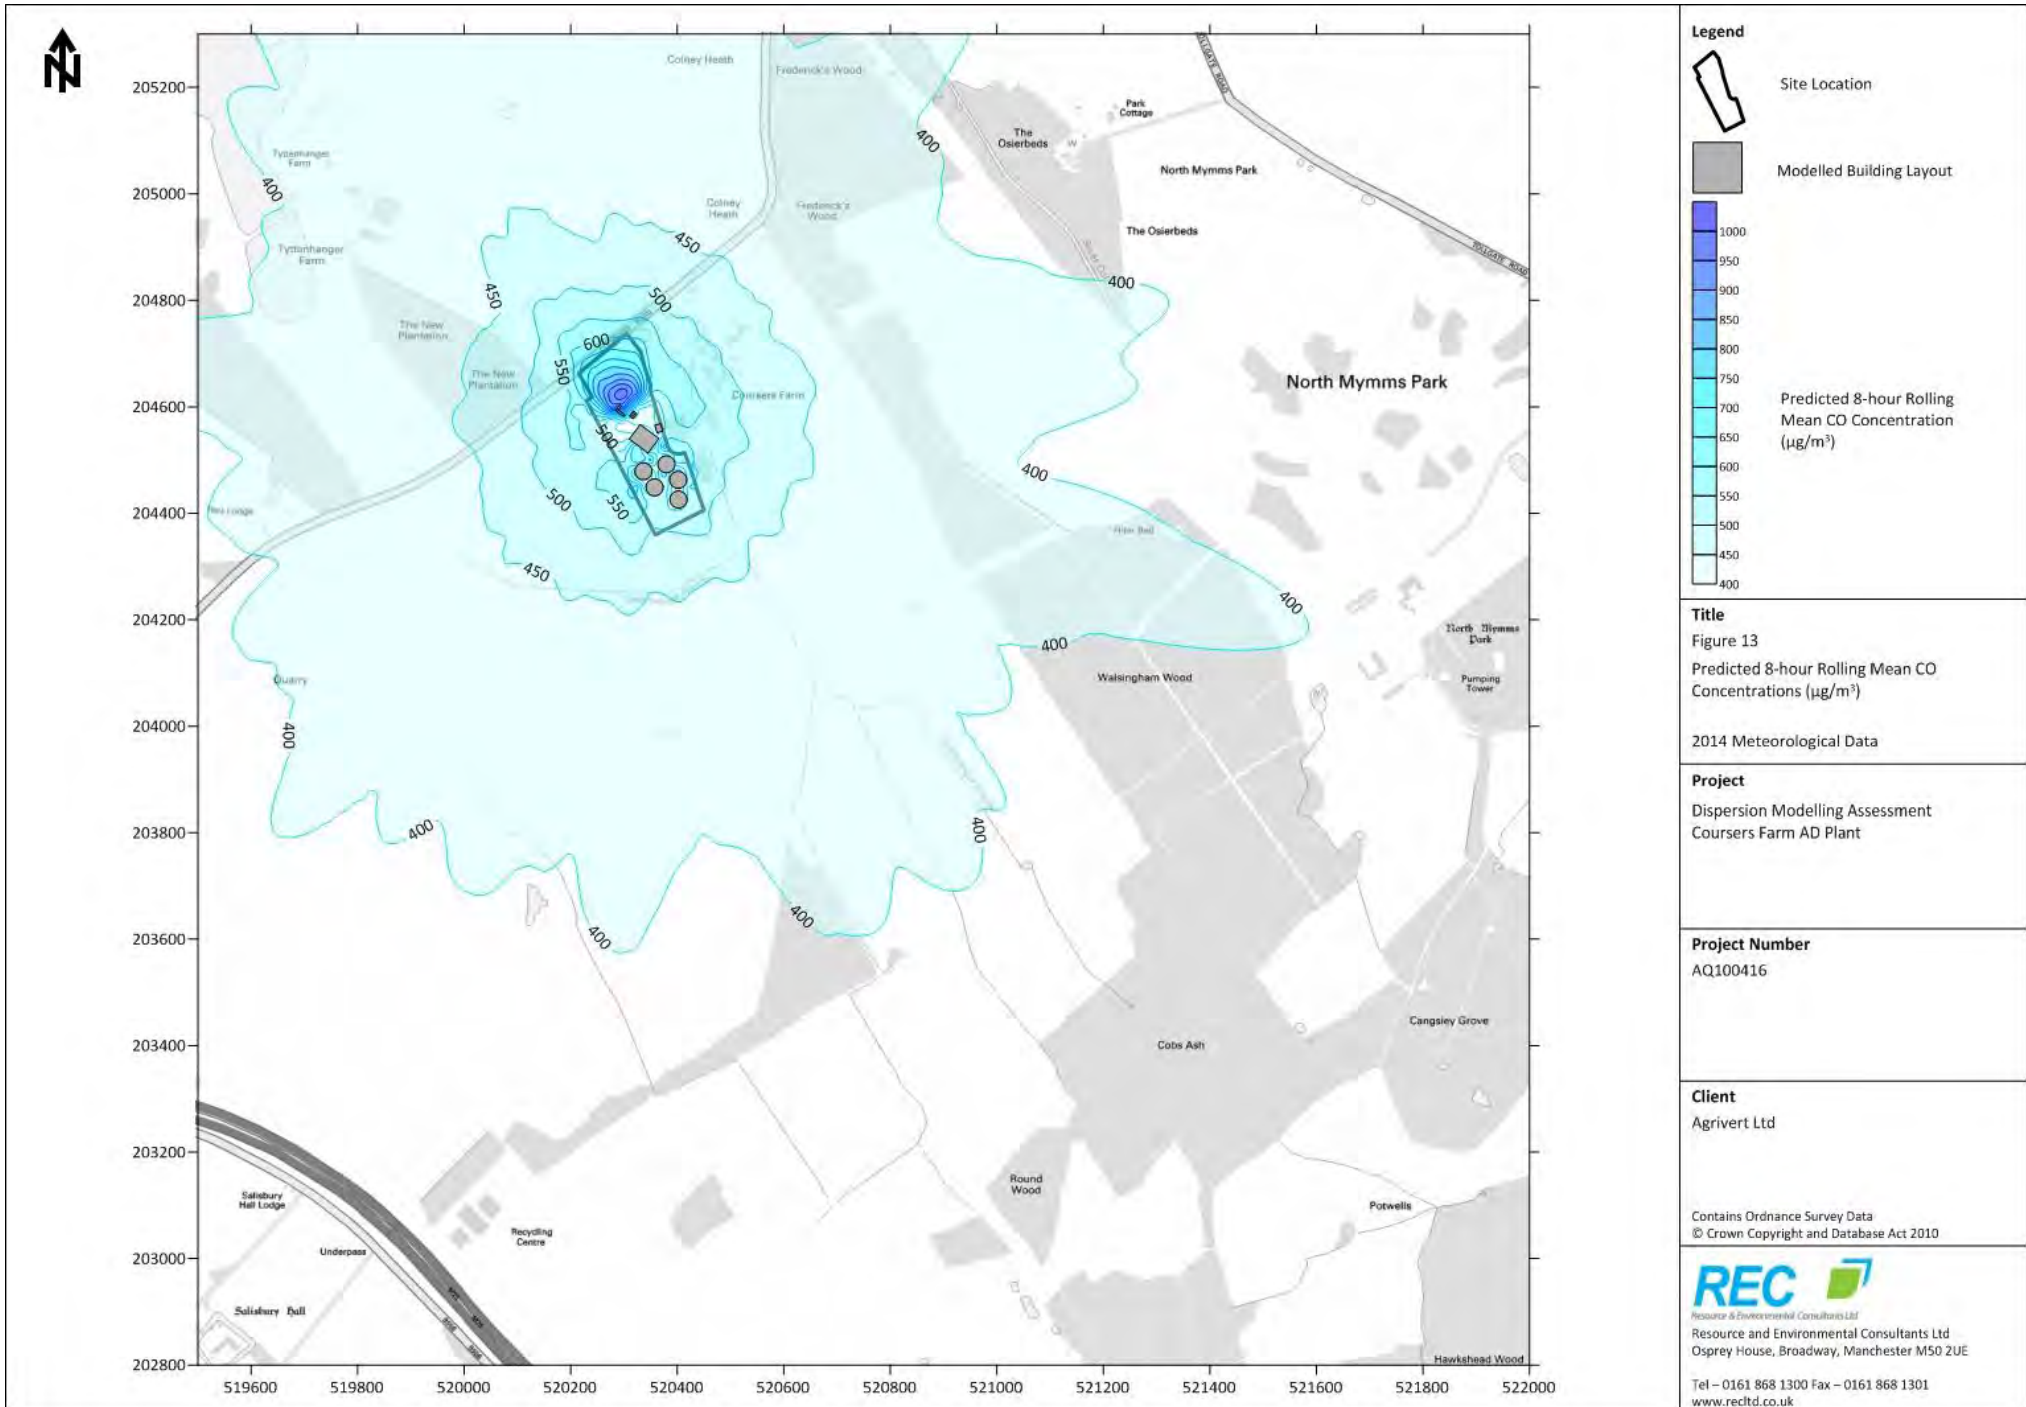 N
205200
205000
204800
204600
204400
204200
204000
203800
203600
203400
203200
203000
202800
519600
519800
520000
520200
520400
520600
520800
521000
521200
521400
521600
521800
522000
Colney Heath
Frederick's Wood
TOLLGATE ROAD
Park
Cottage
The
Osierbeds
W
North Mymms Park
Tyttenhanger
Farm
400
400
Colney
Heath
Frederick's
Wood
The Osierbeds
TOLLGATE ROAD
Tyttenhanger
Farm
450
400
450
500
The New
Plantation
600
550
The New
Plantation
Coursers Farm
North Mymms Park
500
400
500
550
450
400
400
North Mymms
Park
Quarry
Walsingham Wood
Pumping
Tower
400
400
400
400
400
Cobs Ash
Cangsley Grove
Salisbury
Hall Lodge
Round
Wood
Potwells
Recycling
Centre
Underpass
Salisbury Hall
Hawkshead Wood
Legend
Site Location
Modelled Building Layout
1000
950
900
850
800
750
700
650
600
550
500
450
400
Predicted 8-hour Rolling
Mean CO Concentration
(µg/m³)
Title
Figure 13
Predicted 8-hour Rolling Mean CO
Concentrations (µg/m³)
2014 Meteorological Data
Project
Dispersion Modelling Assessment
Coursers Farm AD Plant
Project Number
AQ100416
Client
Agrivert Ltd
Contains Ordnance Survey Data
© Crown Copyright and Database Act 2010
REC
Resource & Environmental Consultants Ltd
Resource and Environmental Consultants Ltd
Osprey House, Broadway, Manchester M50 2UE
Tel – 0161 868 1300 Fax – 0161 868 1301
www.recltd.co.uk